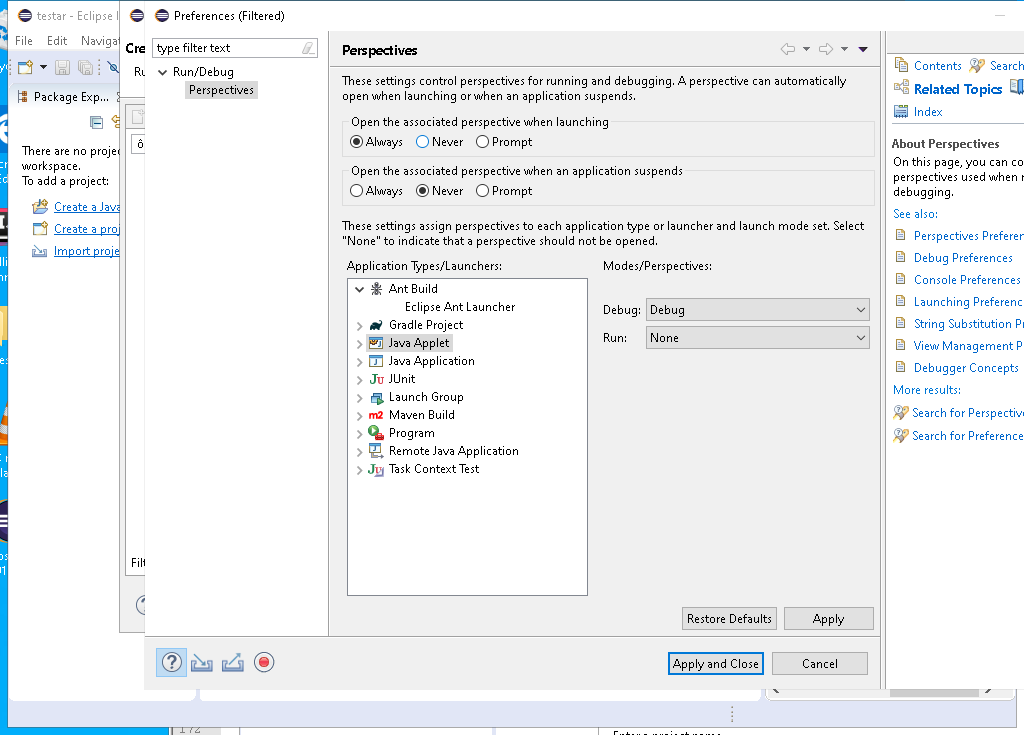 testar - Eclipse I
Preferences (Filtered)
File Edit Navigat
Cre
type filter text
Perspectives
Contents
Search
Ru
Run/Debug
Perspectives
These settings control perspectives for running and debugging. A perspective can automatically
open when launching or when an application suspends.
Related Topics
Index
Package Exp...
Open the associated perspective when launching
Always Never Prompt
About Perspectives
On this page, you can co
perspectives used when r
debugging.
There are no projec
workspace.
To add a project:
Open the associated perspective when an application suspends
Always Never Prompt
Create a Java
Create a proj
Import proje
These settings assign perspectives to each application type or launcher and launch mode set. Select
"None" to indicate that a perspective should not be opened.
See also:
Perspectives Preferen
Debug Preferences
Console Preferences
Launching Preferenc
String Substitution Pr
View Management P
Debugger Concepts
More results:
Search for Perspective
Search for Preference
Application Types/Launchers:
Modes/Perspectives:
Ant Build
Eclipse Ant Launcher
Gradle Project
Java Applet
Java Application
JUnit
Launch Group
Maven Build
Program
Remote Java Application
Task Context Test
Debug: Debug
Run: None
Filt
Restore Defaults
Apply
Apply and Close
Cancel
172
Enter a project name